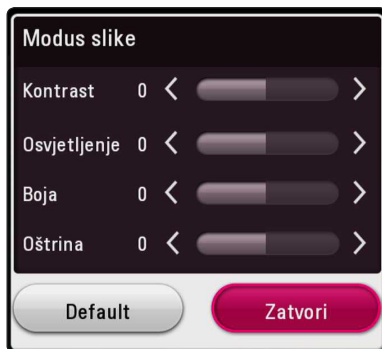 Modus slike
Kontrast 0
Osvjetljenje 0
Boja 0
Oštrina 0
Default Zatvori